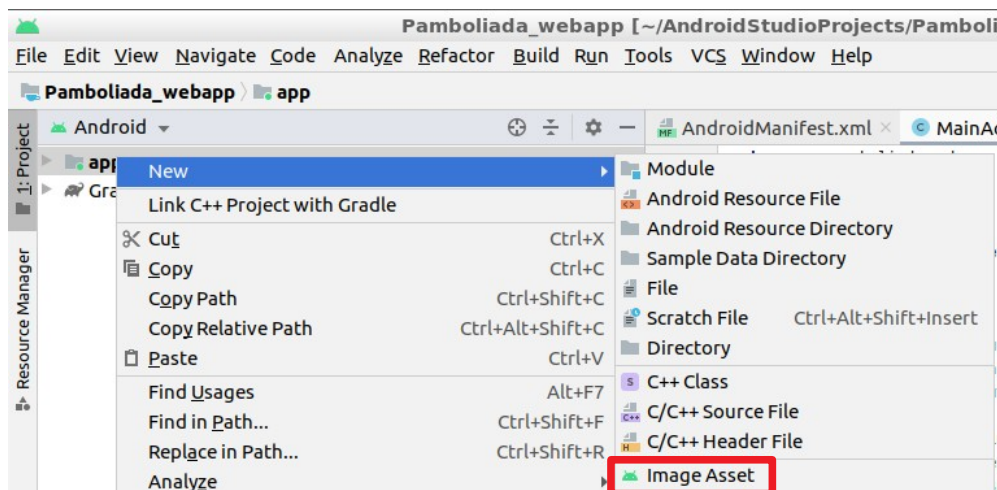 Pamboliada_webapp [~/AndroidStudioProjects/Pamboli
File Edit View Navigate Code Analyze Refactor Build Run Tools VCS Window Help
Pamboliada_webapp app
1: Project
Resource Manager
Android
AndroidManifest.xml
MainAc
app
Gra
New
Link C++ Project with Gradle
Cut Ctrl+X
Copy Ctrl+C
Copy Path Ctrl+Shift+C
Copy Relative Path Ctrl+Alt+Shift+C
Paste Ctrl+V
Find Usages Alt+F7
Find in Path... Ctrl+Shift+F
Replace in Path... Ctrl+Shift+R
Analyze
Module
Android Resource File
Android Resource Directory
Sample Data Directory
File
Scratch File Ctrl+Alt+Shift+Insert
Directory
C++ Class
C/C++ Source File
C/C++ Header File
Image Asset